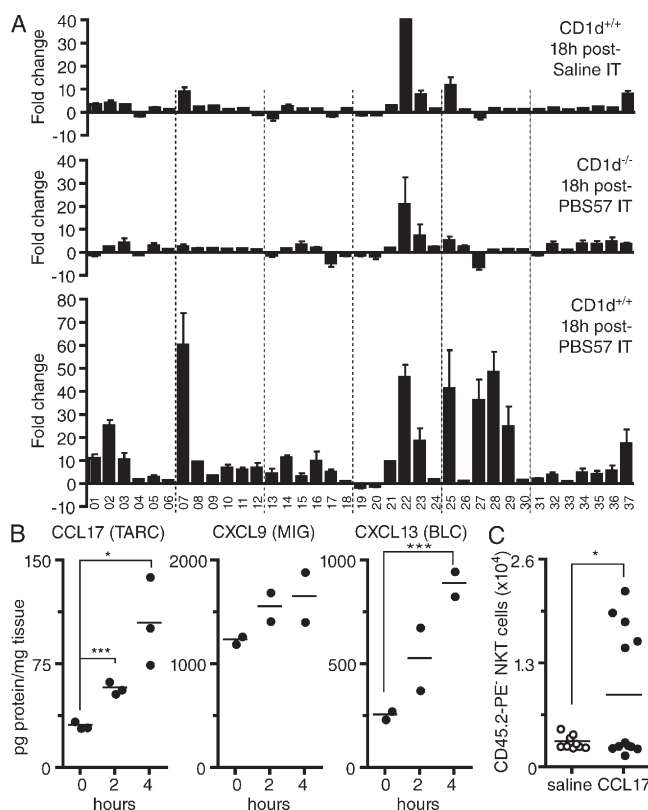 A
Fold change
40
30
20
10
0
-10
CD1d+/+
18h post-
Saline IT
Fold change
40
30
20
10
0
-10
CD1d-/-
18h post-
PBS57 IT
Fold change
80
70
60
50
40
30
20
10
0
-10
CD1d+/+
18h post-
PBS57 IT
01 02 03 04 05 06 07 08 09 10 11 12 13 14 15 16 17 18 19 20 21 22 23 24 25 26 27 28 29 30 31 32 33 34 35 36 37
B
CCL17 (TARC)
pg protein/mg tissue
150
75
0
*
***
0 2 4
hours
CXCL9 (MIG)
2000
1000
0
0 2 4
hours
CXCL13 (BLC)
1000
500
0
***
0 2 4
hours
C
CD45.2-PE- NKT cells (x10⁴)
2.6
1.3
0
*
saline CCL17